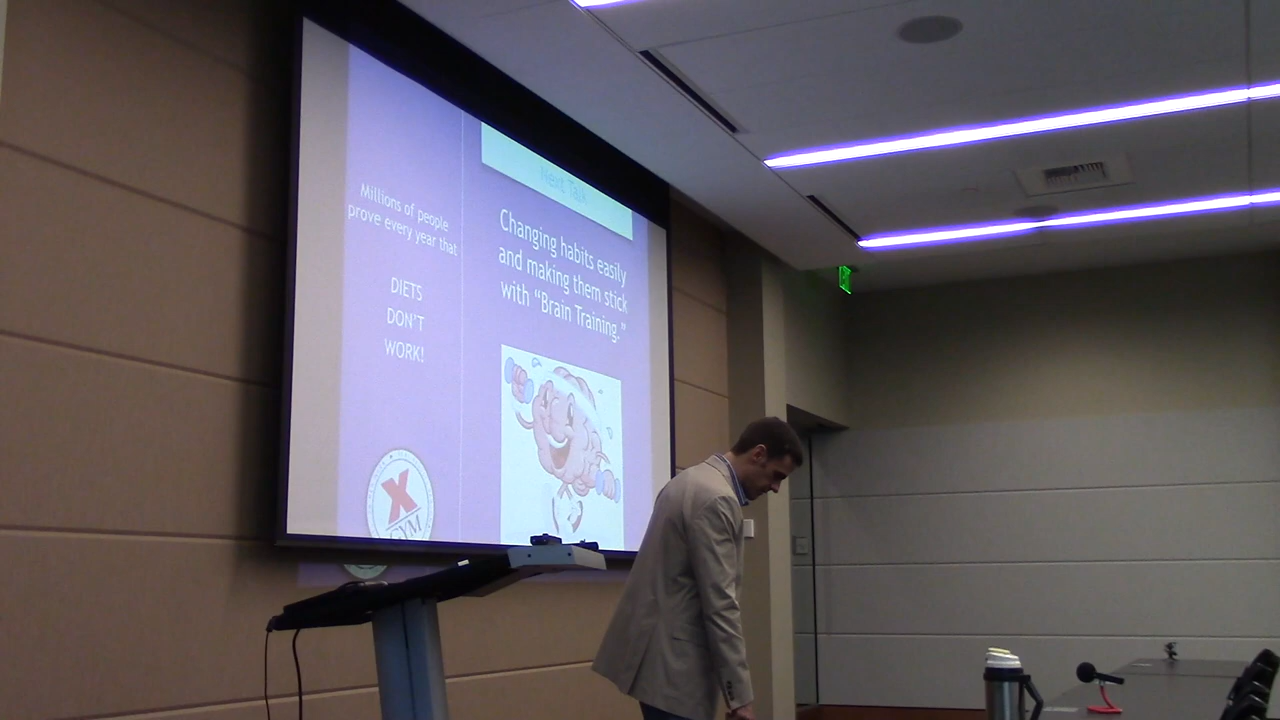 Millions of people
prove every year that
DIETS
DON'T
WORK!
X
GYM
Next Talk
Changing habits easily
and making them stick
with “Brain Training.”